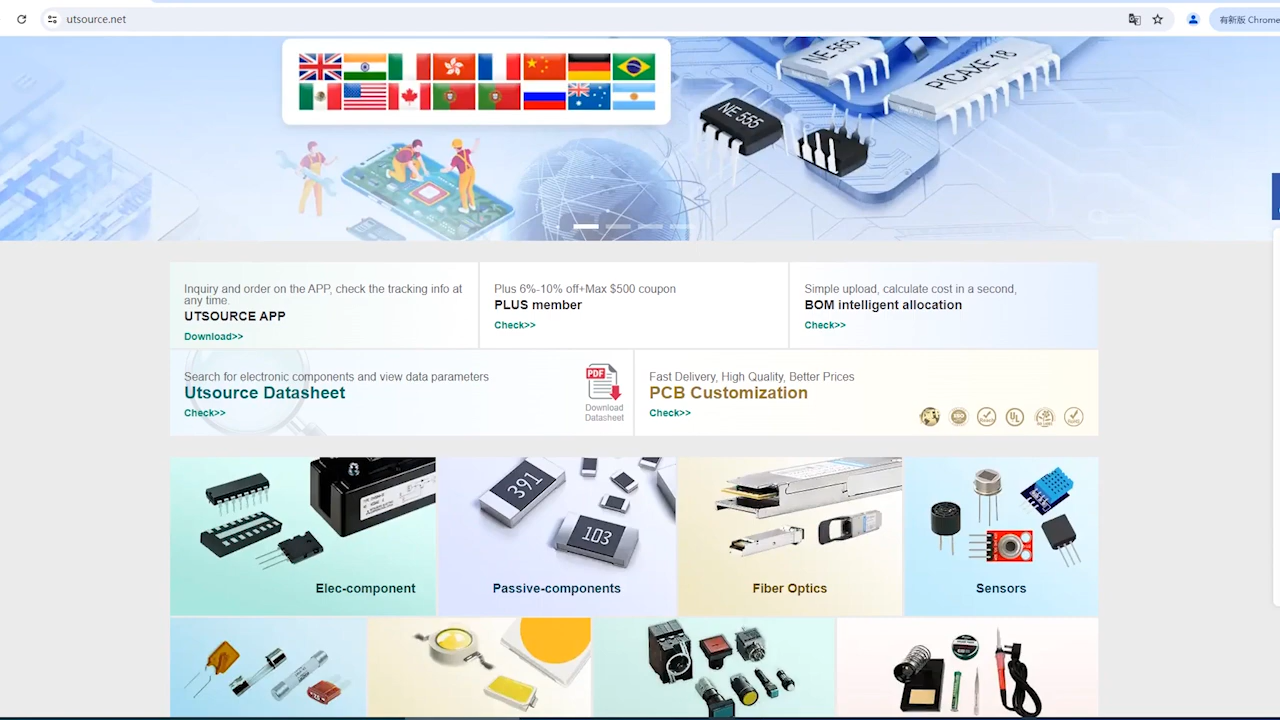 utsource.net
有新版 Chrome
NE 555
PICAXE-18
NE 555
Inquiry and order on the APP, check the tracking info at
any time.
UTSOURCE APP
Download>>
Plus 6%-10% off+Max $500 coupon
PLUS member
Check>>
Simple upload, calculate cost in a second,
BOM intelligent allocation
Check>>
Search for electronic components and view data parameters
Utsource Datasheet
Check>>
PDF
Download
Datasheet
Fast Delivery, High Quality, Better Prices
PCB Customization
Check>>
UL
391
103
Elec-component
Passive-components
Fiber Optics
Sensors